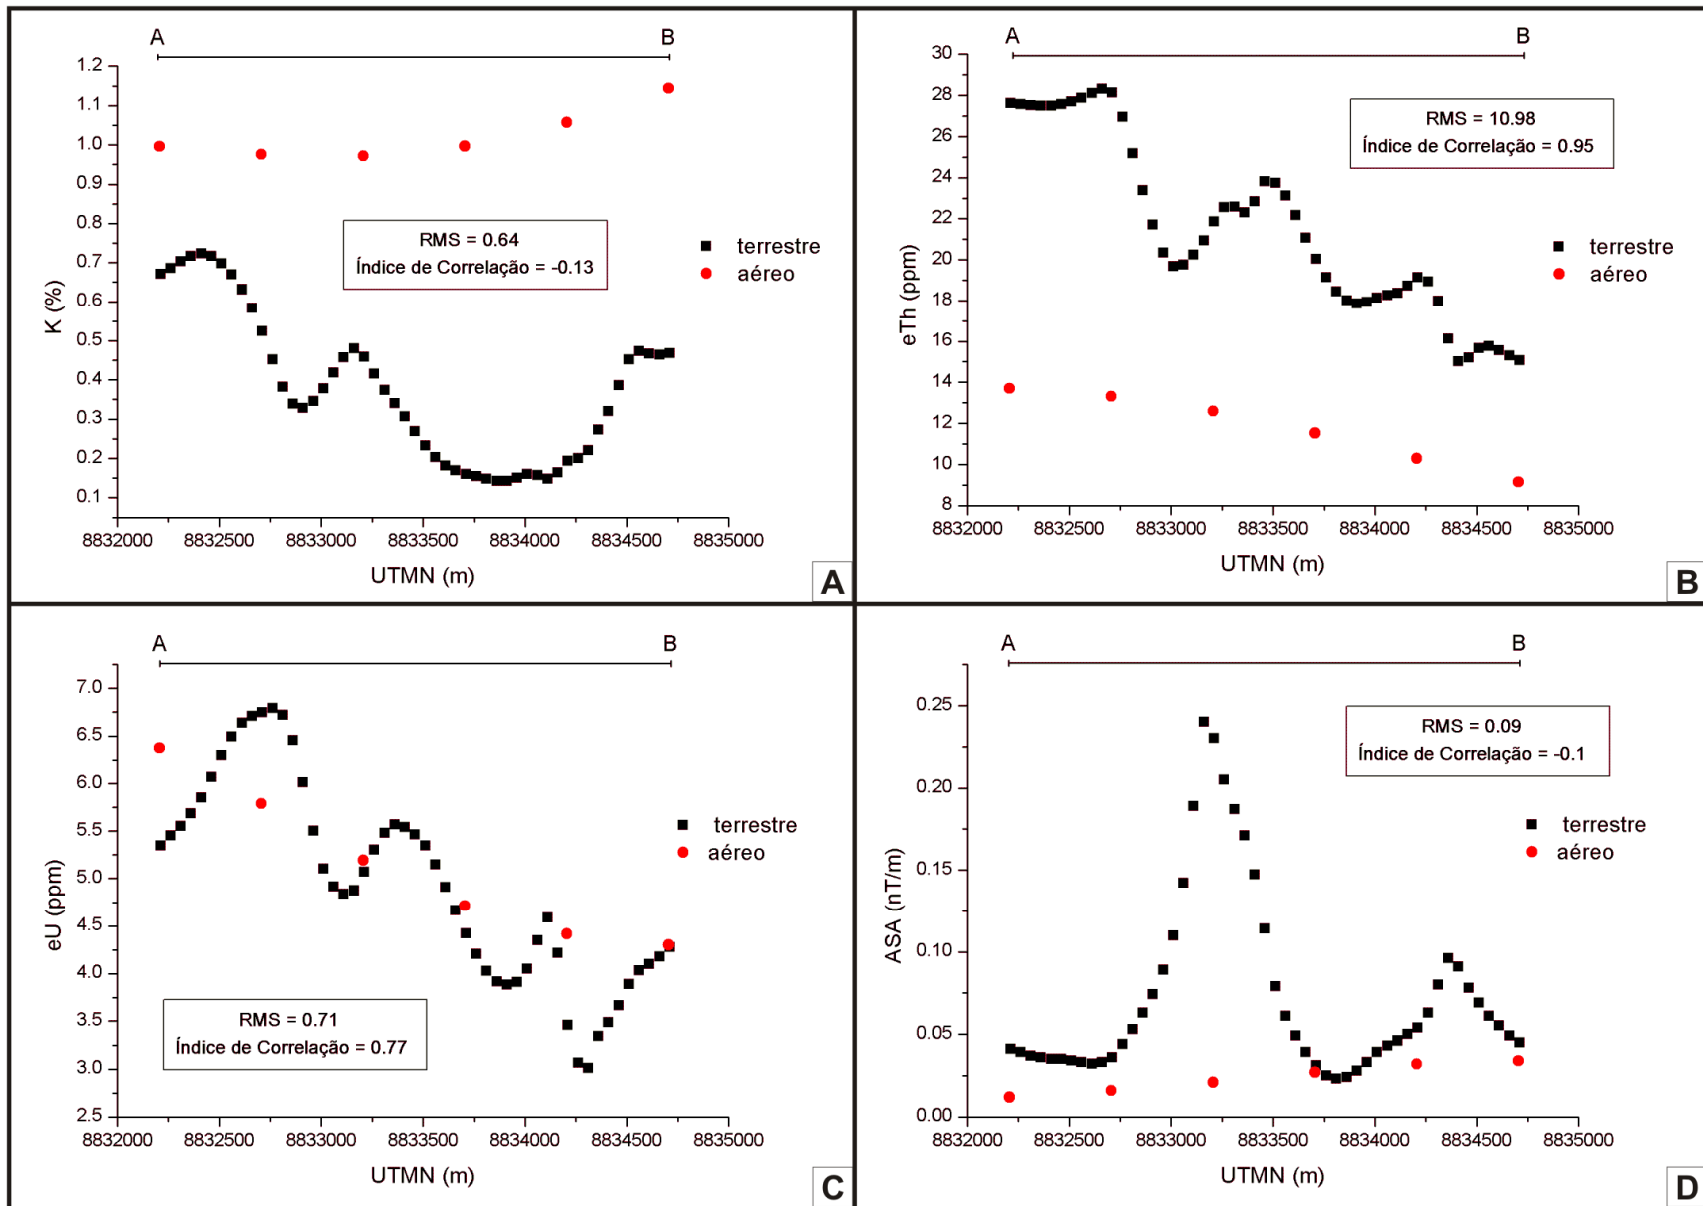 A B
1.2
1.1
1.0
0.9
0.8
0.7
0.6
0.5
0.4
0.3
0.2
0.1
K (%)
RMS = 0.64
Índice de Correlação = -0.13
terrestre
aéreo
8832000 8832500 8833000 8833500 8834000 8834500 8835000
UTMN (m)
A
A B
30
28
26
24
22
20
18
16
14
12
10
8
eTh (ppm)
RMS = 10.98
Índice de Correlação = 0.95
terrestre
aéreo
8832000 8832500 8833000 8833500 8834000 8834500 8835000
UTMN (m)
B
A B
7.0
6.5
6.0
5.5
5.0
4.5
4.0
3.5
3.0
2.5
eU (ppm)
RMS = 0.71
Índice de Correlação = 0.77
terrestre
aéreo
8832000 8832500 8833000 8833500 8834000 8834500 8835000
UTMN (m)
C
A B
0.25
0.20
0.15
0.10
0.05
0.00
ASA (nT/m)
RMS = 0.09
Índice de Correlação = -0.1
terrestre
aéreo
8832000 8832500 8833000 8833500 8834000 8834500 8835000
UTMN (m)
D